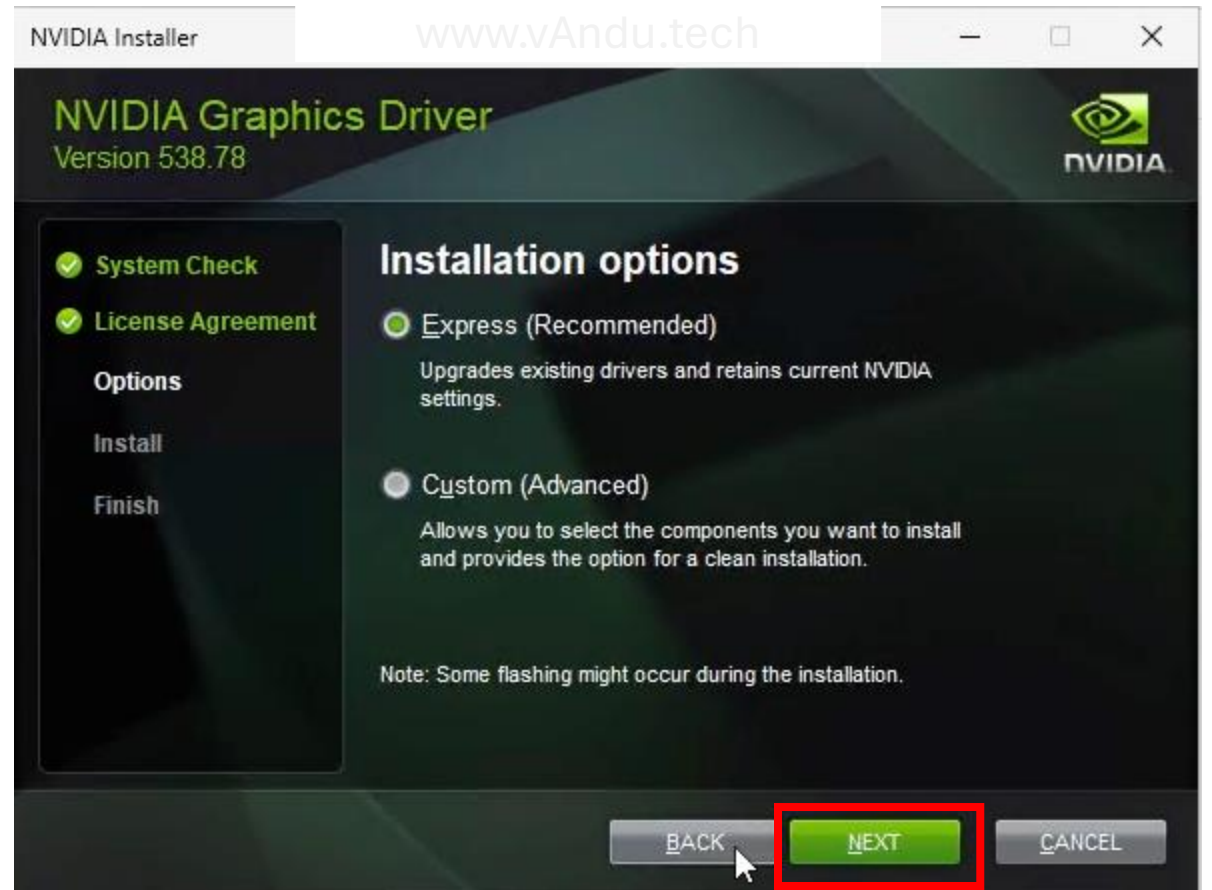 NVIDIA Installer
www.vAndu.tech
NVIDIA Graphics Driver
Version 538.78
NVIDIA
System Check
License Agreement
Options
Install
Finish
Installation options
Express (Recommended)
Upgrades existing drivers and retains current NVIDIA
settings.
Custom (Advanced)
Allows you to select the components you want to install
and provides the option for a clean installation.
Note: Some flashing might occur during the installation.
BACK
NEXT
CANCEL